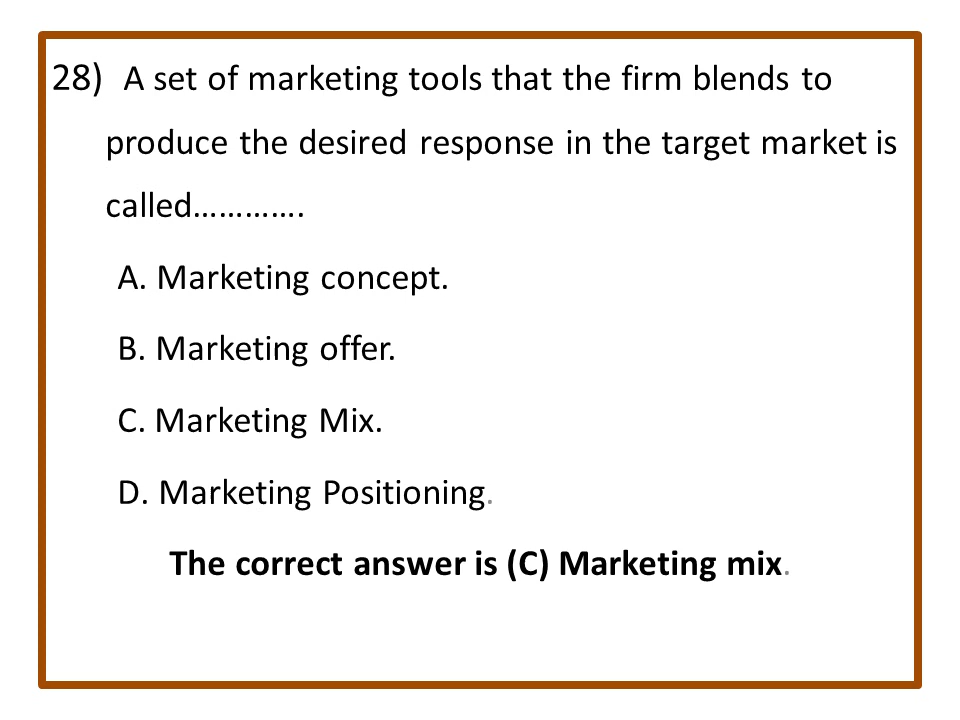 28) A set of marketing tools that the firm blends to
produce the desired response in the target market is
called………….
A. Marketing concept.
B. Marketing offer.
C. Marketing Mix.
D. Marketing Positioning.
The correct answer is (C) Marketing mix.